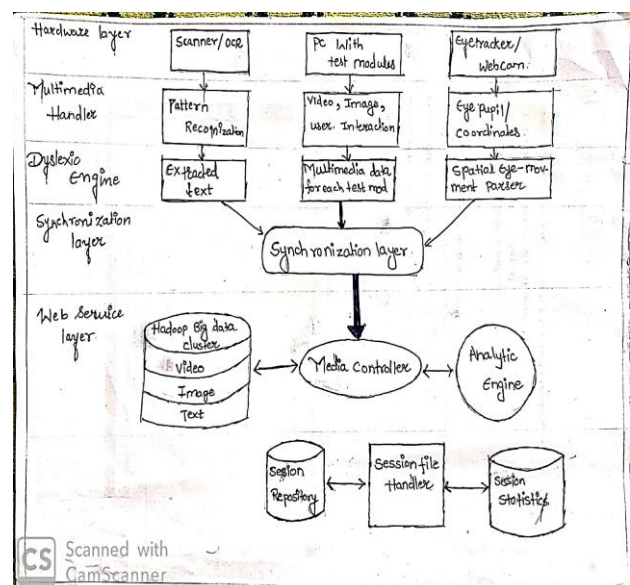 Hardware layer
Scanner/OCR
PC With
test modules
Eyetracker/
Webcam.
Multimedia
Handler
Pattern
Recognization
Video, Image,
user Interaction
Eye pupil/
coordinates.
Dyslexio
Engine
Extracted
text
Multimedia data
for each test mod
Spatial Eye-mov-
ment Parser
Synchronization
layer
Synchronization layer
Web Service
layer
Hadoop Big data
cluster
Video
Image
Text
Media Controller
Analytic
Engine
Session
Repository
Session file
Handler
Session
Statistics
CS
Scanned with
CamScanner